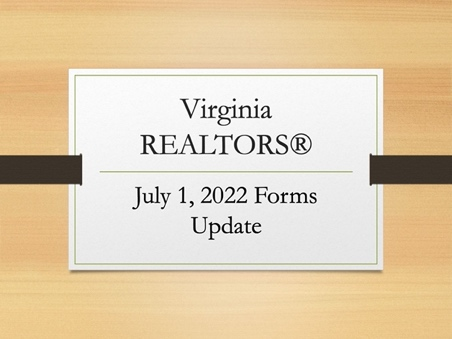 Virginia
REALTORS®
July 1, 2022 Forms
Update